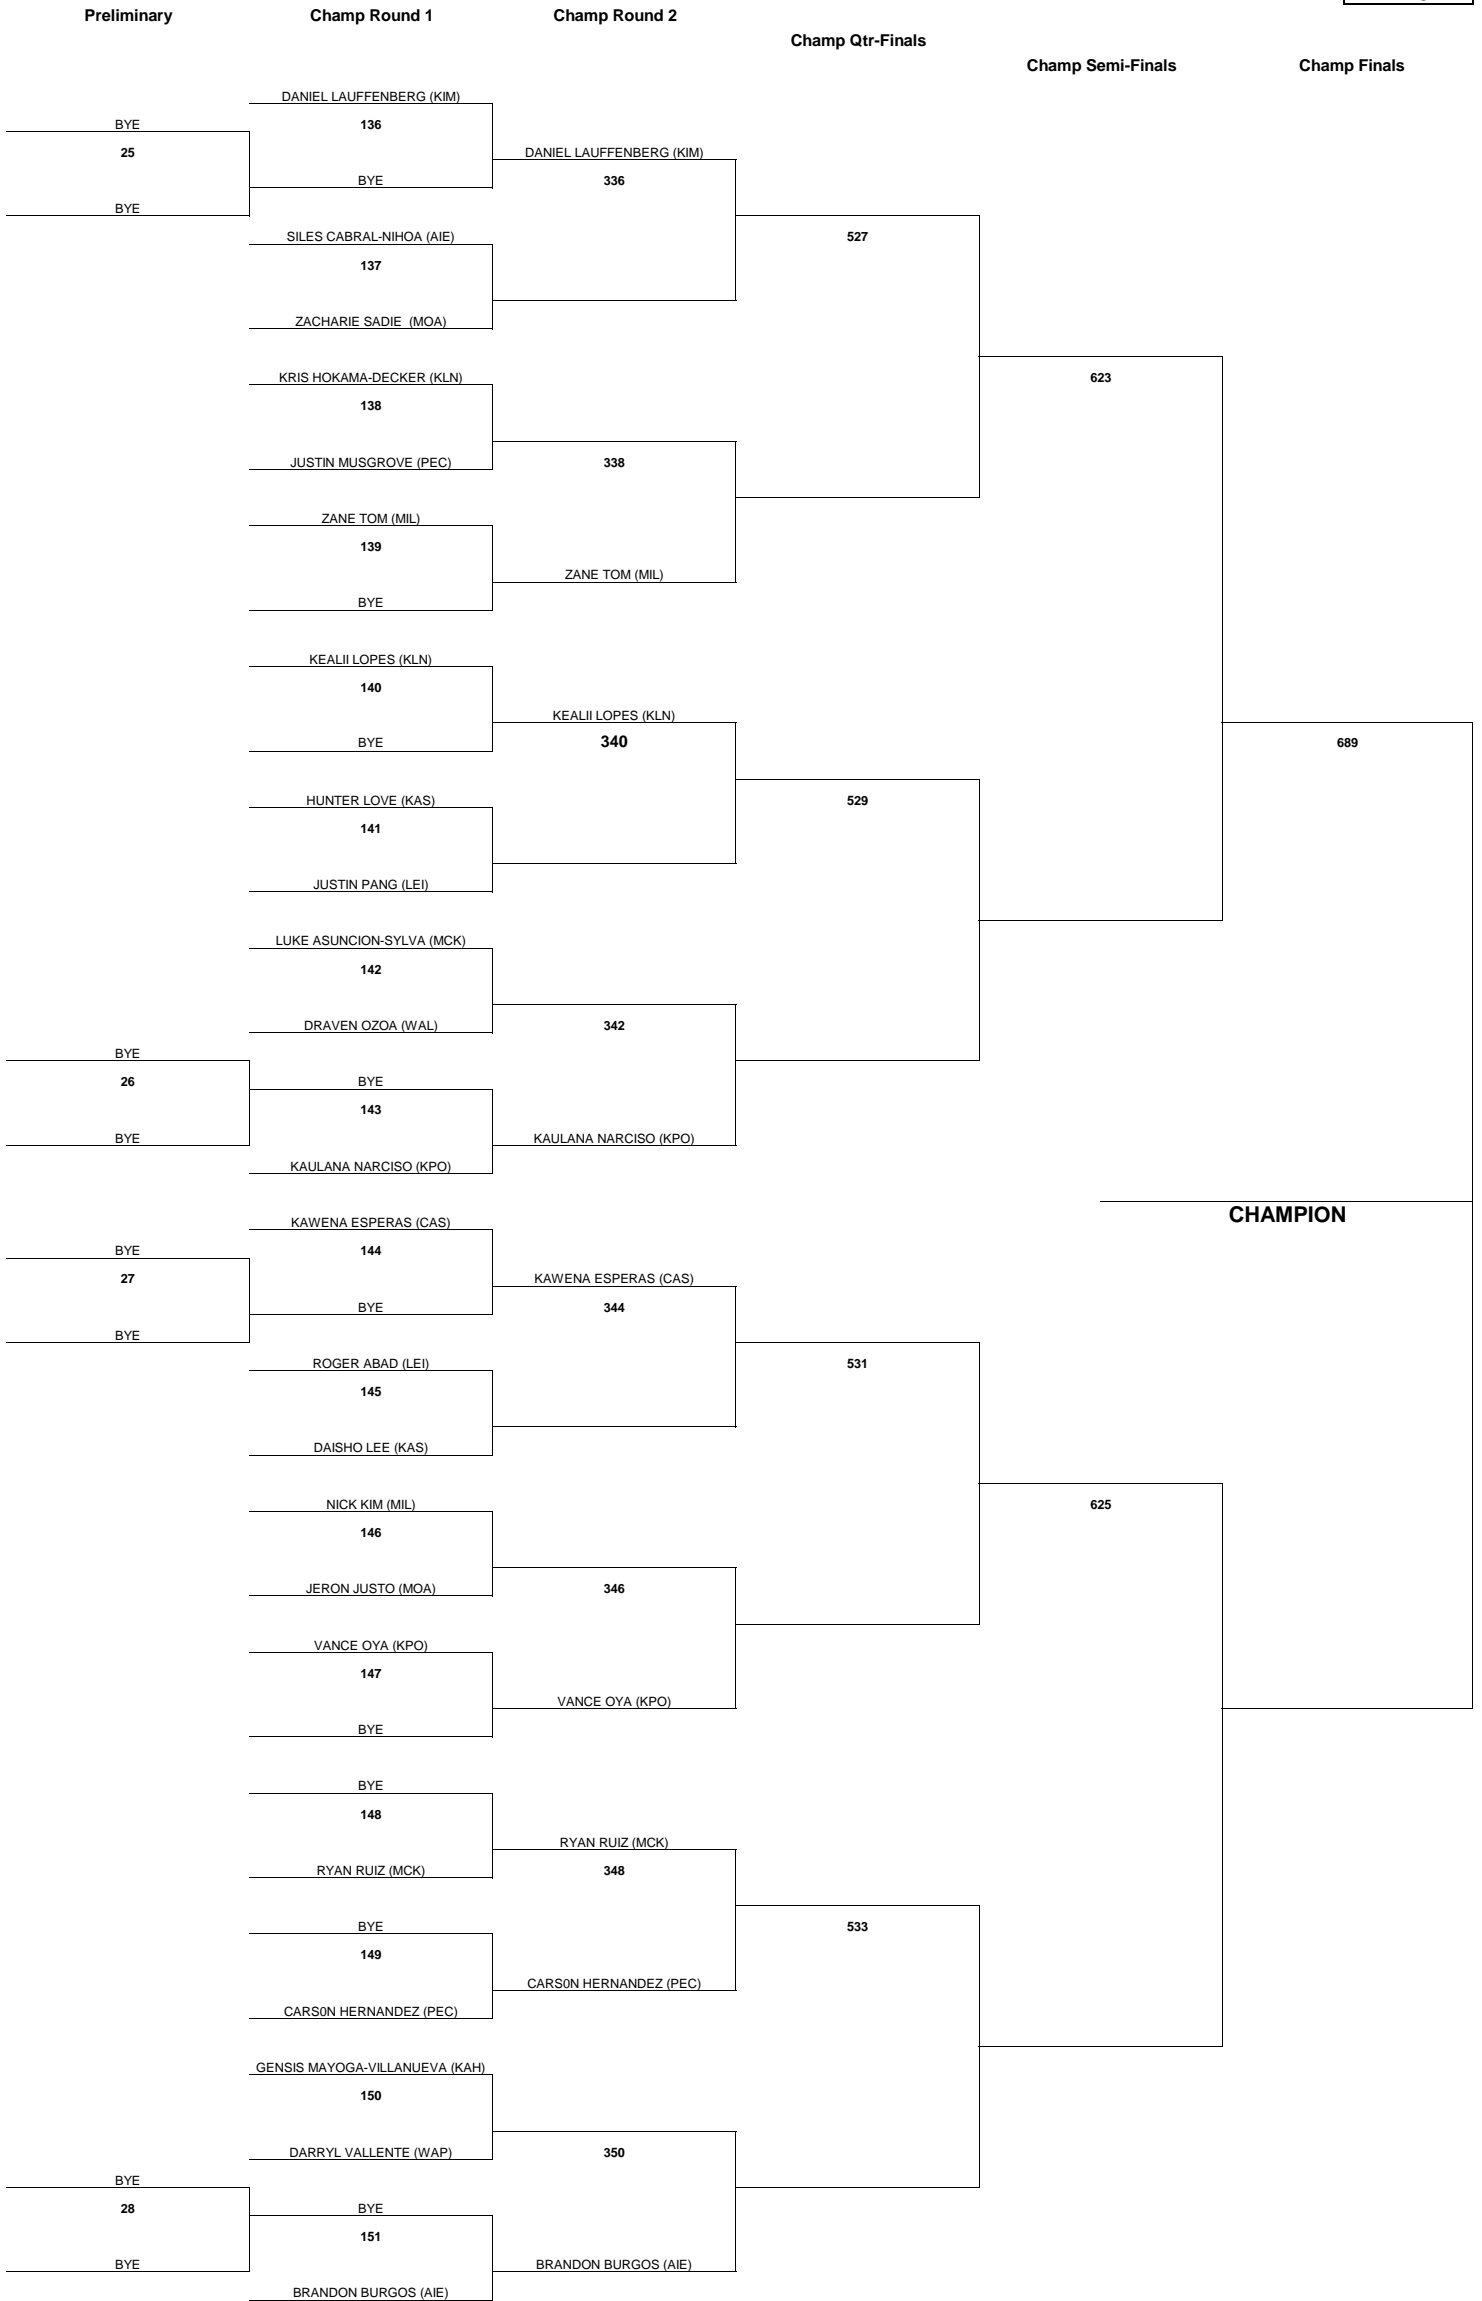 Preliminary
Champ Round 1
Champ Round 2
Champ Qtr-Finals
Champ Semi-Finals
Champ Finals
DANIEL LAUFFENBERG (KIM)
BYE
136
25
DANIEL LAUFFENBERG (KIM)
BYE
336
BYE
SILES CABRAL-NIHOA (AIE)
527
137
ZACHARIE SADIE (MOA)
KRIS HOKAMA-DECKER (KLN)
623
138
JUSTIN MUSGROVE (PEC)
338
ZANE TOM (MIL)
139
ZANE TOM (MIL)
BYE
KEALII LOPES (KLN)
140
KEALII LOPES (KLN)
BYE
340
689
HUNTER LOVE (KAS)
529
141
JUSTIN PANG (LEI)
LUKE ASUNCION-SYLVA (MCK)
142
DRAVEN OZOA (WAL)
342
BYE
26
BYE
143
BYE
KAULANA NARCISO (KPO)
KAULANA NARCISO (KPO)
CHAMPION
KAWENA ESPERAS (CAS)
BYE
144
27
KAWENA ESPERAS (CAS)
BYE
344
BYE
ROGER ABAD (LEI)
531
145
DAISHO LEE (KAS)
NICK KIM (MIL)
625
146
JERON JUSTO (MOA)
346
VANCE OYA (KPO)
147
VANCE OYA (KPO)
BYE
BYE
148
RYAN RUIZ (MCK)
RYAN RUIZ (MCK)
348
BYE
533
149
CARS0N HERNANDEZ (PEC)
CARS0N HERNANDEZ (PEC)
GENSIS MAYOGA-VILLANUEVA (KAH)
150
DARRYL VALLENTE (WAP)
350
BYE
28
BYE
151
BYE
BRANDON BURGOS (AIE)
BRANDON BURGOS (AIE)